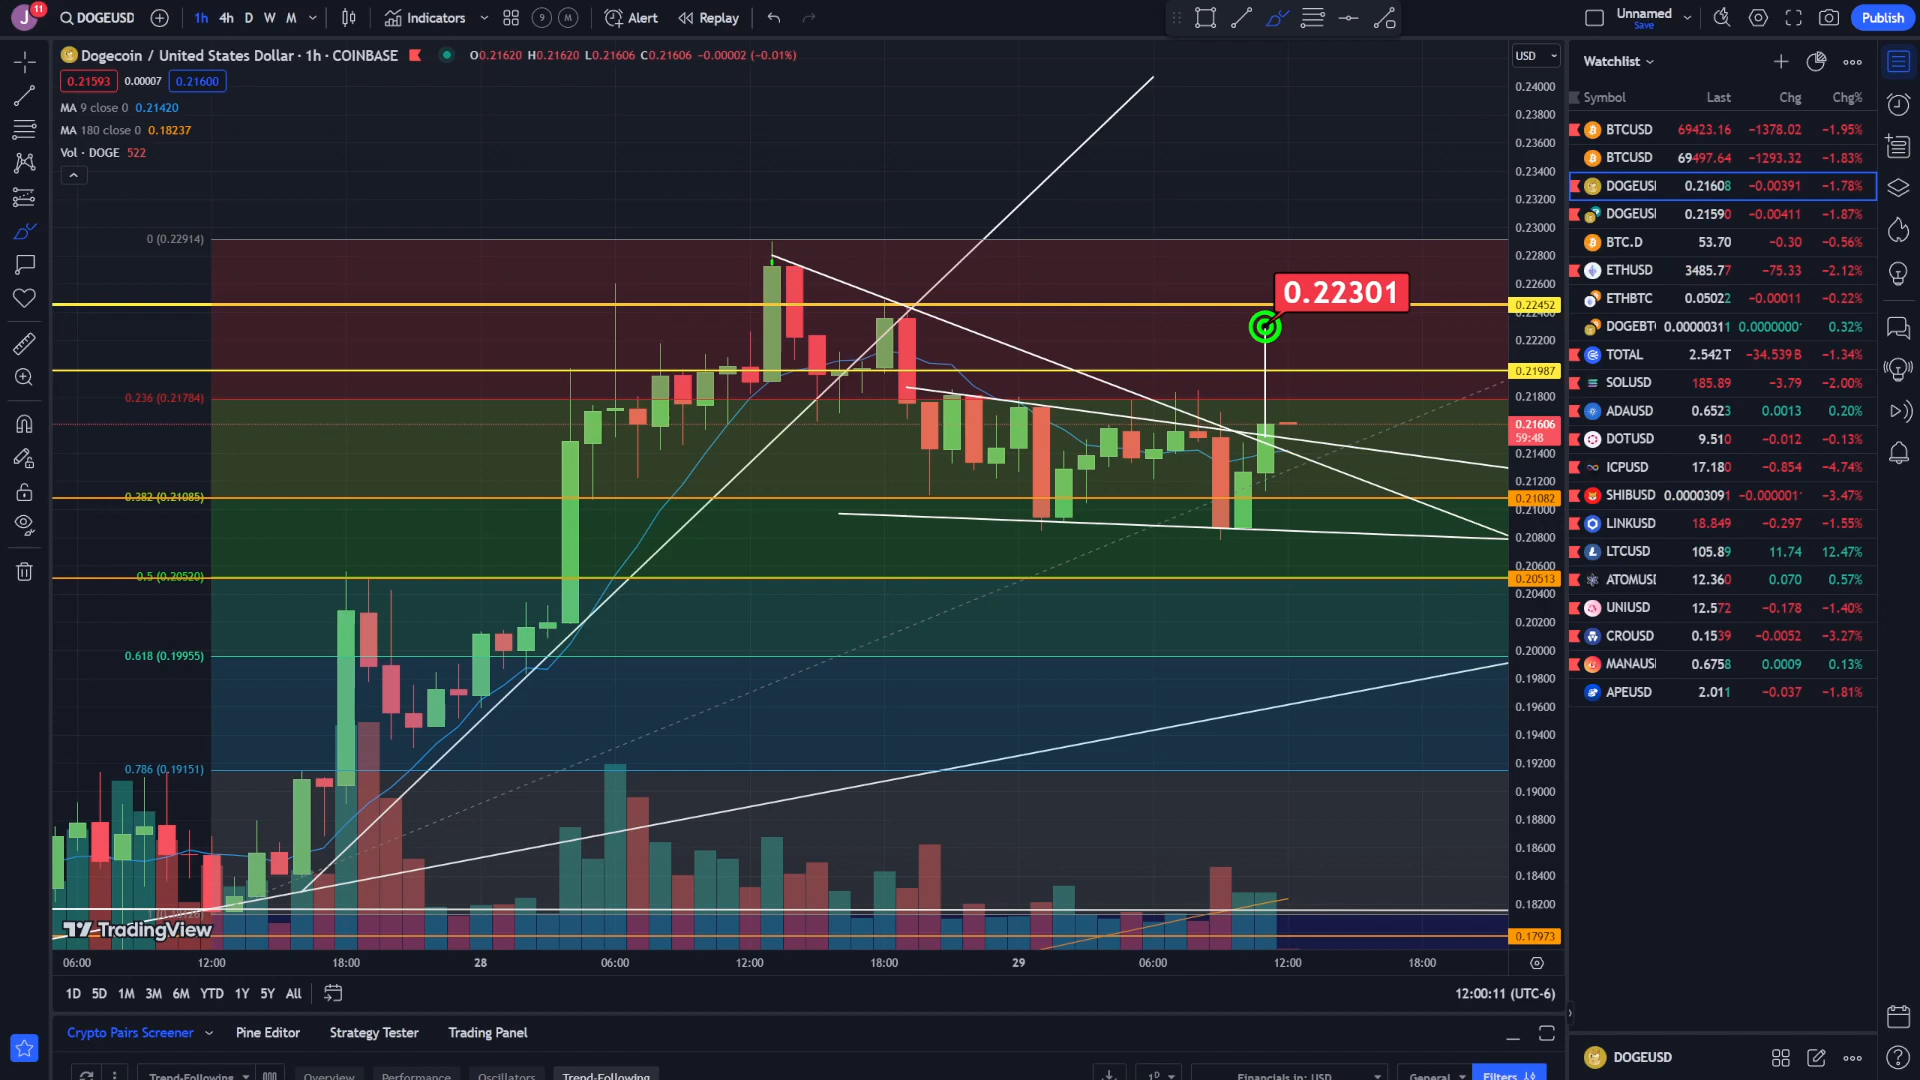 J 11 DOGEUSD 1h 4h D W M Indicators 9 M Alert Replay Unnamed Save Publish
Dogecoin / United States Dollar · 1h · COINBASE O0.21620 H0.21620 L0.21606 C0.21606 −0.00002 (−0.01%) USD
0.21593 0.00007 0.21600
MA 9 close 0 0.21420
MA 180 close 0 0.18237
Vol · DOGE 522
0 (0.22914)
0.236 (0.21784)
0.382 (0.21085)
0.5 (0.20520)
0.618 (0.19955)
0.786 (0.19151)
0.22301
TradingView
0.24000
0.23800
0.23600
0.23400
0.23200
0.23000
0.22800
0.22600
0.22452
0.22400
0.22200
0.21987
0.21800
0.21606
59:48
0.21400
0.21200
0.21082
0.21000
0.20800
0.20600
0.20513
0.20400
0.20200
0.20000
0.19800
0.19600
0.19400
0.19200
0.19000
0.18800
0.18600
0.18400
0.18200
0.17973
06:00 12:00 18:00 28 06:00 12:00 18:00 29 06:00 12:00 18:00
1D 5D 1M 3M 6M YTD 1Y 5Y All 12:00:11 (UTC-6)
Crypto Pairs Screener Pine Editor Strategy Tester Trading Panel
Trend-Following Overview Performance Oscillators Trend-Following 1D Financials in: USD General Filters
Watchlist
Symbol Last Chg Chg%
BTCUSD 69423.16 −1378.02 −1.95%
BTCUSD 69497.64 −1293.32 −1.83%
DOGEUSI 0.21608 −0.00391 −1.78%
DOGEUSI 0.21590 −0.00411 −1.87%
BTC.D 53.70 −0.30 −0.56%
ETHUSD 3485.77 −75.33 −2.12%
ETHBTC 0.05022 −0.00011 −0.22%
DOGEBT 0.00000311 0.0000000 0.32%
TOTAL 2.542T −34.539B −1.34%
SOLUSD 185.89 −3.79 −2.00%
ADAUSD 0.6523 0.0013 0.20%
DOTUSD 9.510 −0.012 −0.13%
ICPUSD 17.180 −0.854 −4.74%
SHIBUSD 0.00003091 −0.000001 −3.47%
LINKUSD 18.849 −0.297 −1.55%
LTCUSD 105.89 11.74 12.47%
ATOMUSI 12.360 0.070 0.57%
UNIUSD 12.572 −0.178 −1.40%
CROUSD 0.1539 −0.0052 −3.27%
MANAUSI 0.6758 0.0009 0.13%
APEUSD 2.011 −0.037 −1.81%
DOGEUSD